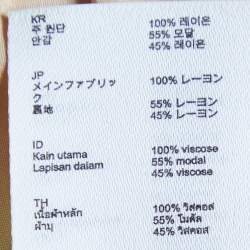 KR
주 원단 100% 레이온
안감 55% 모달
45% 레이온
JP
メインファブリッ 100% レーヨン
ク
裏地 55% レーヨン
45% レーヨン
ID
Kain utama 100% viscose
Lapisan dalam 55% modal
45% viscose
TH
เนื้อผ้าหลัก 100% วิสคอส
ผ้าบุ 55% โมดัล
45% วิสคอส